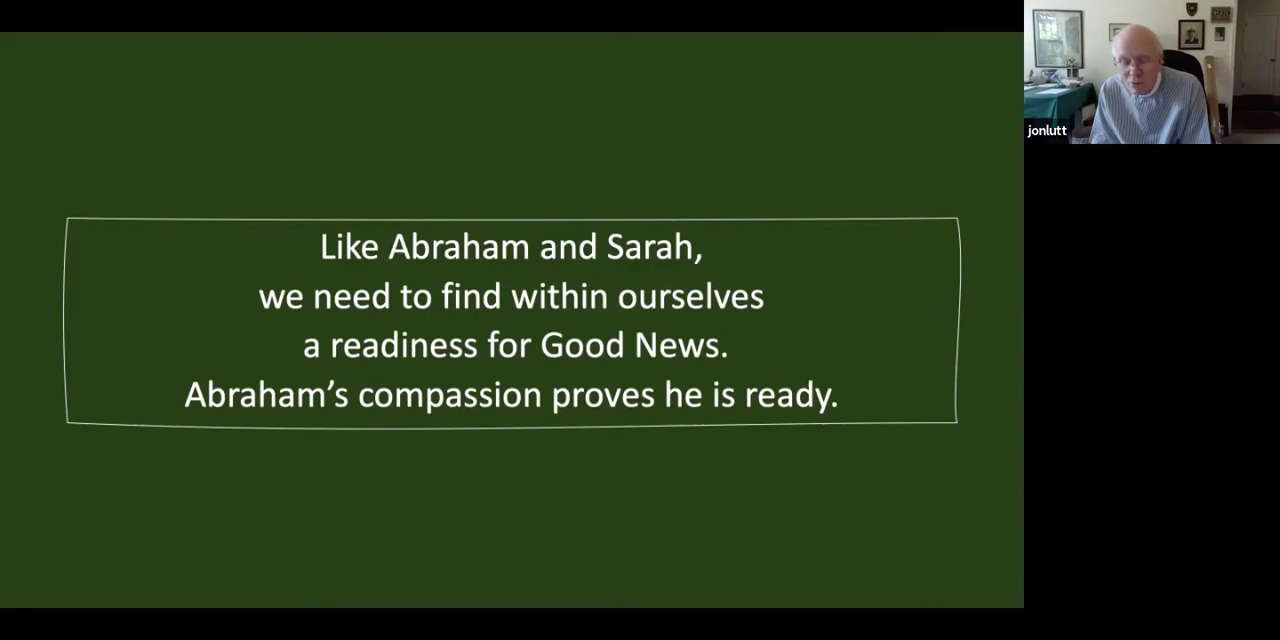 Like Abraham and Sarah,
we need to find within ourselves
a readiness for Good News.
Abraham’s compassion proves he is ready.
jonlutt